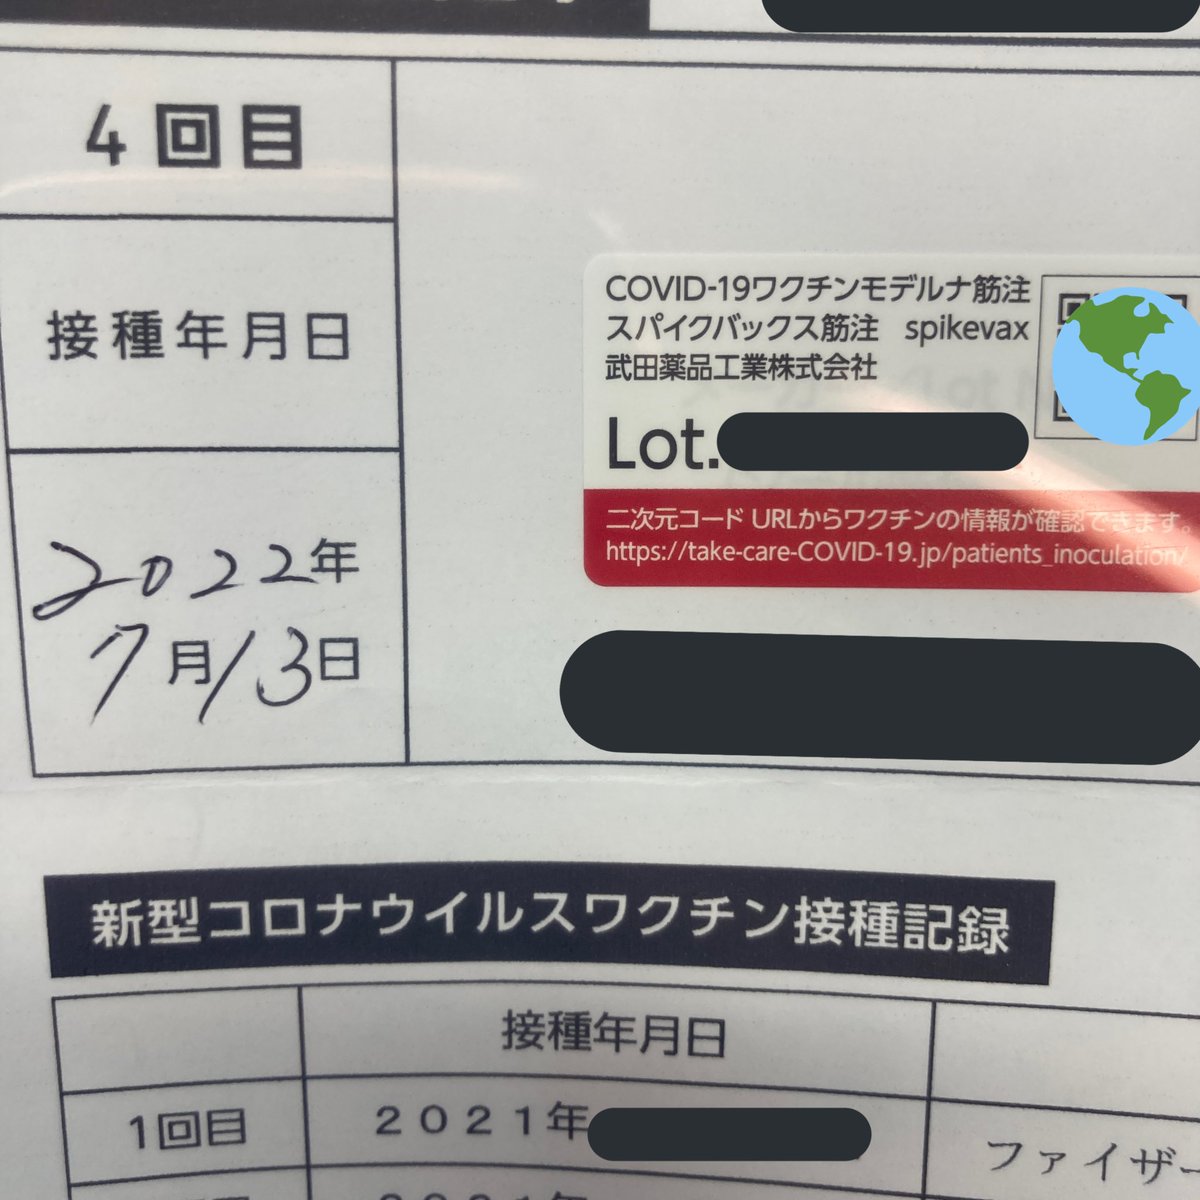 4回目
接種年月日
2022年
7月13日
COVID-19ワクチンモデルナ筋注
スパイクバックス筋注 spikevax
武田薬品工業株式会社
Lot.
二次元コード URLからワクチンの情報が確認できます。
https://take-care-COVID-19.jp/patients_inoculation/
新型コロナウイルスワクチン接種記録
接種年月日
1回目 2021年 ファイザー